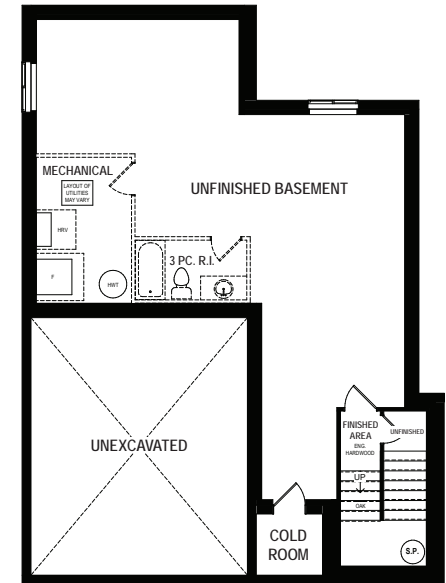 MECHANICAL
LAYOUT OF
UTILITIES
MAY VARY
UNFINISHED BASEMENT
HRV
3 PC. R.I.
F
HWT
UNEXCAVATED
FINISHED
AREA
ENG.
HARDWOOD
UNFINISHED
UP
OAK
COLD
ROOM
S.P.